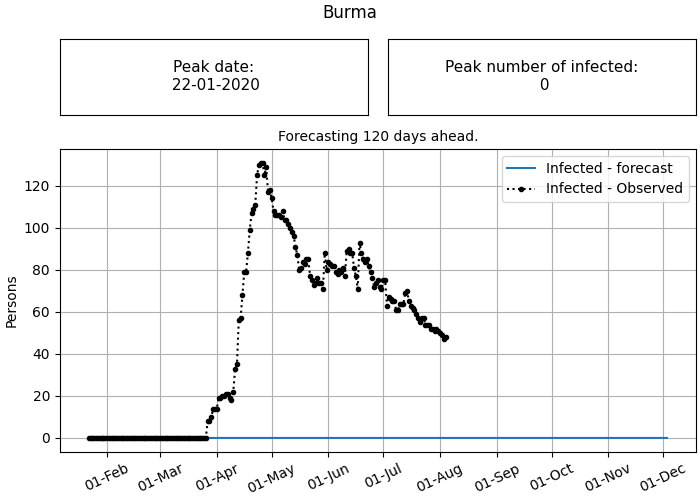 Burma
Peak date:
22-01-2020
Peak number of infected:
0
Forecasting 120 days ahead.
Infected - forecast
Infected - Observed
Persons
120
100
80
60
40
20
0
01-Feb
01-Mar
01-Apr
01-May
01-Jun
01-Jul
01-Aug
01-Sep
01-Oct
01-Nov
01-Dec